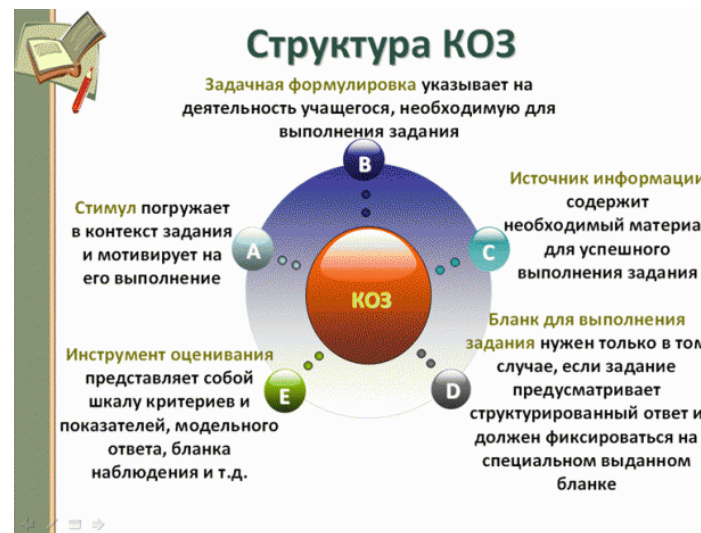 Структура КОЗ
Задачная формулировка указывает на
деятельность учащегося, необходимую для
выполнения задания
B
Стимул погружает
в контекст задания
и мотивирует на
его выполнение
A
Источник информации
содержит
необходимый материа
для успешного
выполнения задания
C
КОЗ
Инструмент оценивания
представляет собой
шкалу критериев и
показателей, модельного
ответа, бланка
наблюдения и т.д.
E
Бланк для выполнения
задания нужен только в том
случае, если задание
предусматривает
структурированный ответ и
должен фиксироваться на
специальном выданном
бланке
D